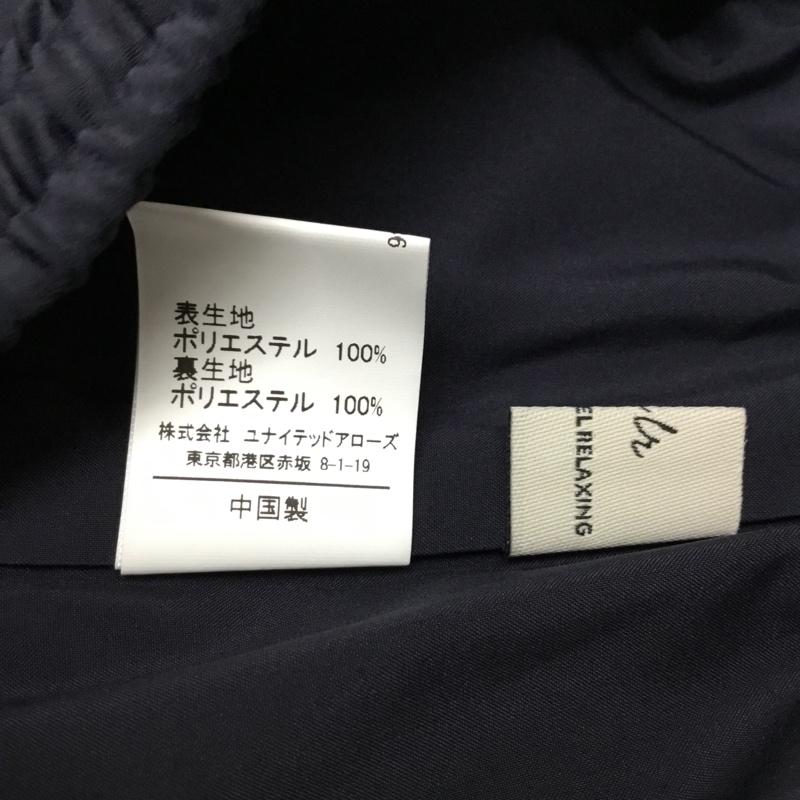 表生地
ポリエステル 100%
裏生地
ポリエステル 100%
株式会社 ユナイテッドアローズ
東京都港区赤坂 8-1-19
中国製
EL RELAXING